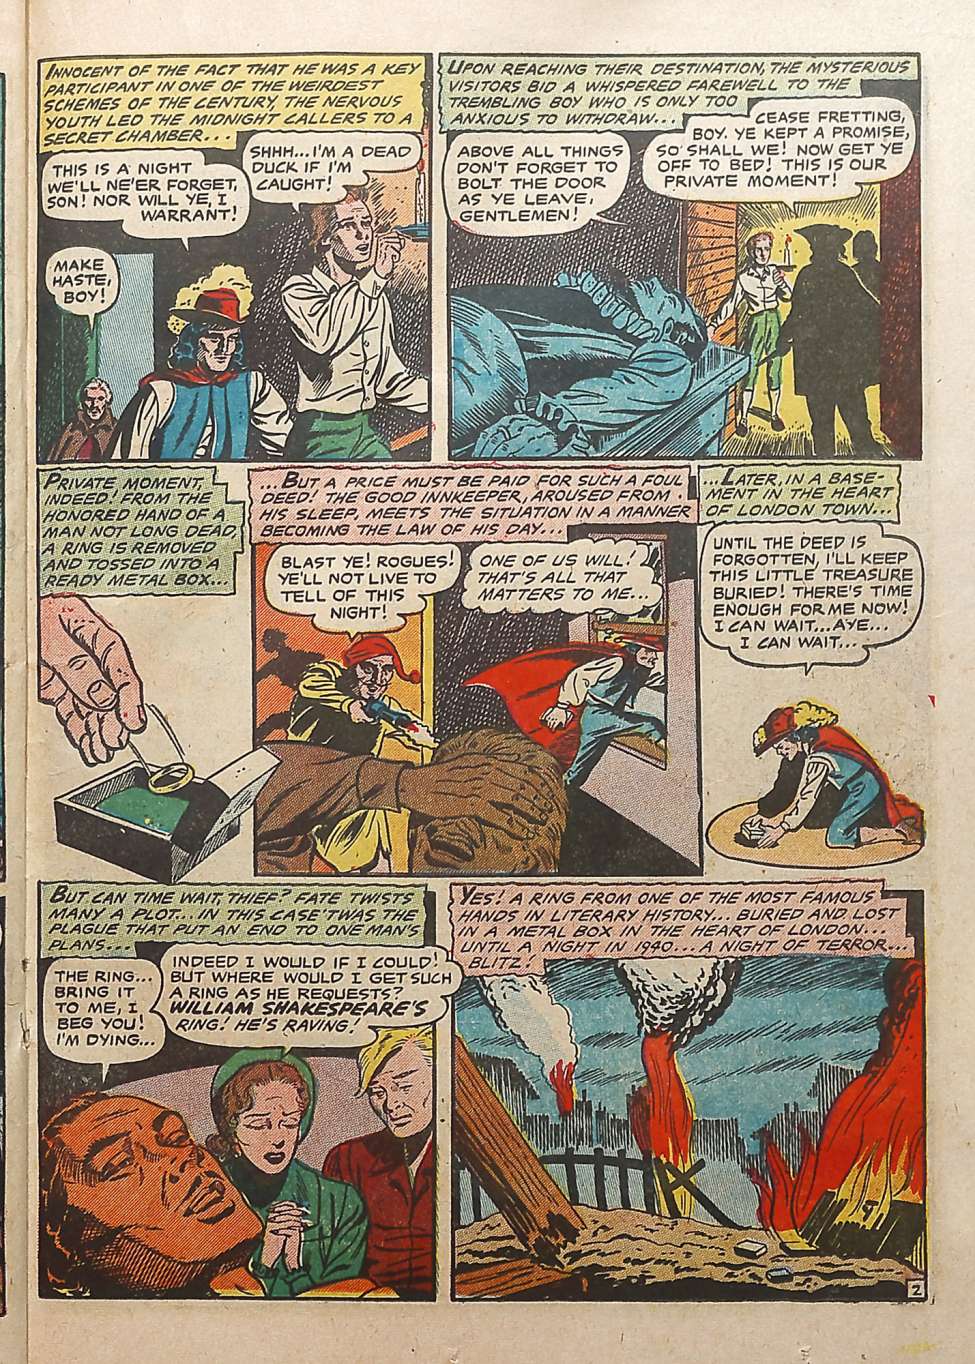 INNOCENT OF THE FACT THAT HE WAS A KEY
PARTICIPANT IN ONE OF THE WEIRDEST
SCHEMES OF THE CENTURY, THE NERVOUS
YOUTH LED THE MIDNIGHT CALLERS TO A
SECRET CHAMBER...
THIS IS A NIGHT
WE'LL NE'ER FORGET,
SON! NOR WILL YE, I
WARRANT!
SHHH...I'M A DEAD
DUCK IF I'M
CAUGHT!
MAKE
HASTE,
BOY!
UPON REACHING THEIR DESTINATION, THE MYSTERIOUS
VISITORS BID A WHISPERED FAREWELL TO THE
TREMBLING BOY WHO IS ONLY TOO
ANXIOUS TO WITHDRAW...
ABOVE ALL THINGS
DON'T FORGET TO
BOLT THE DOOR
AS YE LEAVE,
GENTLEMEN!
CEASE FRETTING,
BOY. YE KEPT A PROMISE,
SO SHALL WE! NOW GET YE
OFF TO BED! THIS IS OUR
PRIVATE MOMENT!
PRIVATE MOMENT,
INDEED! FROM THE
HONORED HAND OF A
MAN NOT LONG DEAD,
A RING IS REMOVED
AND TOSSED INTO A
READY METAL BOX...
...BUT A PRICE MUST BE PAID FOR SUCH A FOUL
DEED! THE GOOD INNKEEPER, AROUSED FROM
HIS SLEEP, MEETS THE SITUATION IN A MANNER
BECOMING THE LAW OF HIS DAY...
BLAST YE! ROGUES!
YE'LL NOT LIVE TO
TELL OF THIS
NIGHT!
ONE OF US WILL!
THAT'S ALL THAT
MATTERS TO ME...
...LATER, IN A BASE-
MENT IN THE HEART
OF LONDON TOWN...
UNTIL THE DEED IS
FORGOTTEN, I'LL KEEP
THIS LITTLE TREASURE
BURIED! THERE'S TIME
ENOUGH FOR ME NOW!
I CAN WAIT...AYE...
I CAN WAIT...
BUT CAN TIME WAIT, THIEF? FATE TWISTS
MANY A PLOT... IN THIS CASE 'TWAS THE
PLAGUE THAT PUT AN END TO ONE MAN'S
PLANS...
THE RING...
BRING IT
TO ME, I
BEG YOU!
I'M DYING...
INDEED I WOULD IF I COULD!
BUT WHERE WOULD I GET SUCH
A RING AS HE REQUESTS?
WILLIAM SHAKESPEARE'S
RING! HE'S RAVING!
YES! A RING FROM ONE OF THE MOST FAMOUS
HANDS IN LITERARY HISTORY... BURIED AND LOST
IN A METAL BOX IN THE HEART OF LONDON...
UNTIL A NIGHT IN 1940... A NIGHT OF TERROR...
BLITZ!
2